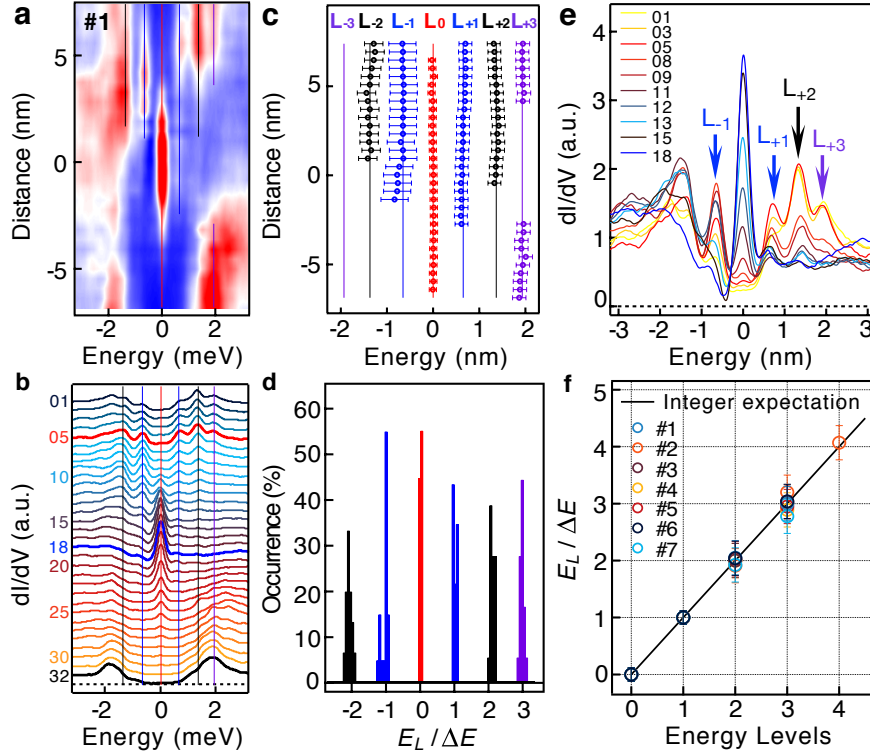 a
#1
Distance (nm)
5
0
-5
-2
0
2
Energy (meV)
c
L-3 L-2 L-1 L0 L+1 L+2 L+3
Distance (nm)
5
0
-5
-2 -1 0 1 2
Energy (nm)
e
01
03
05
08
09
11
12
13
15
18
L-1
L+1
L+2
L+3
dI/dV (a.u.)
4
3
2
1
0
-3 -2 -1 0 1 2 3
Energy (nm)
b
01
05
10
15
18
20
25
30
32
dI/dV (a.u.)
-2 0 2
Energy (meV)
d
Occurrence (%)
60
50
40
30
20
10
0
-2 -1 0 1 2 3
EL / ΔE
f
Integer expectation
#1
#2
#3
#4
#5
#6
#7
EL / ΔE
5
4
3
2
1
0
0 1 2 3 4
Energy Levels